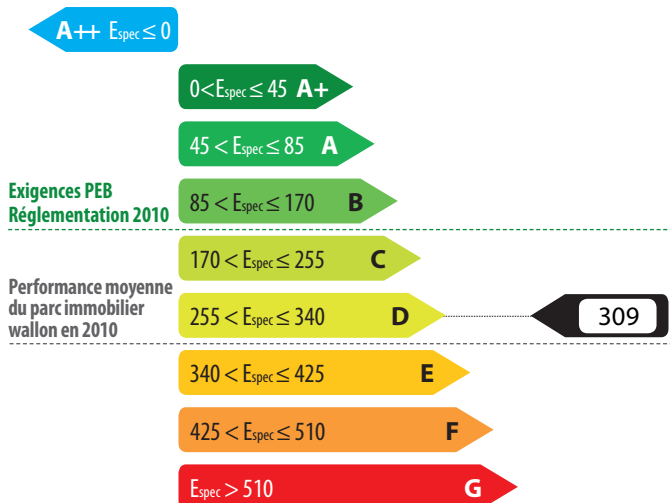 A++ Espec ≤ 0
0<Espec ≤ 45 A+
45 < Espec ≤ 85 A
Exigences PEB
Réglementation 2010
85 < Espec ≤ 170 B
170 < Espec ≤ 255 C
Performance moyenne
du parc immobilier
wallon en 2010
255 < Espec ≤ 340 D
309
340 < Espec ≤ 425 E
425 < Espec ≤ 510 F
Espec > 510 G